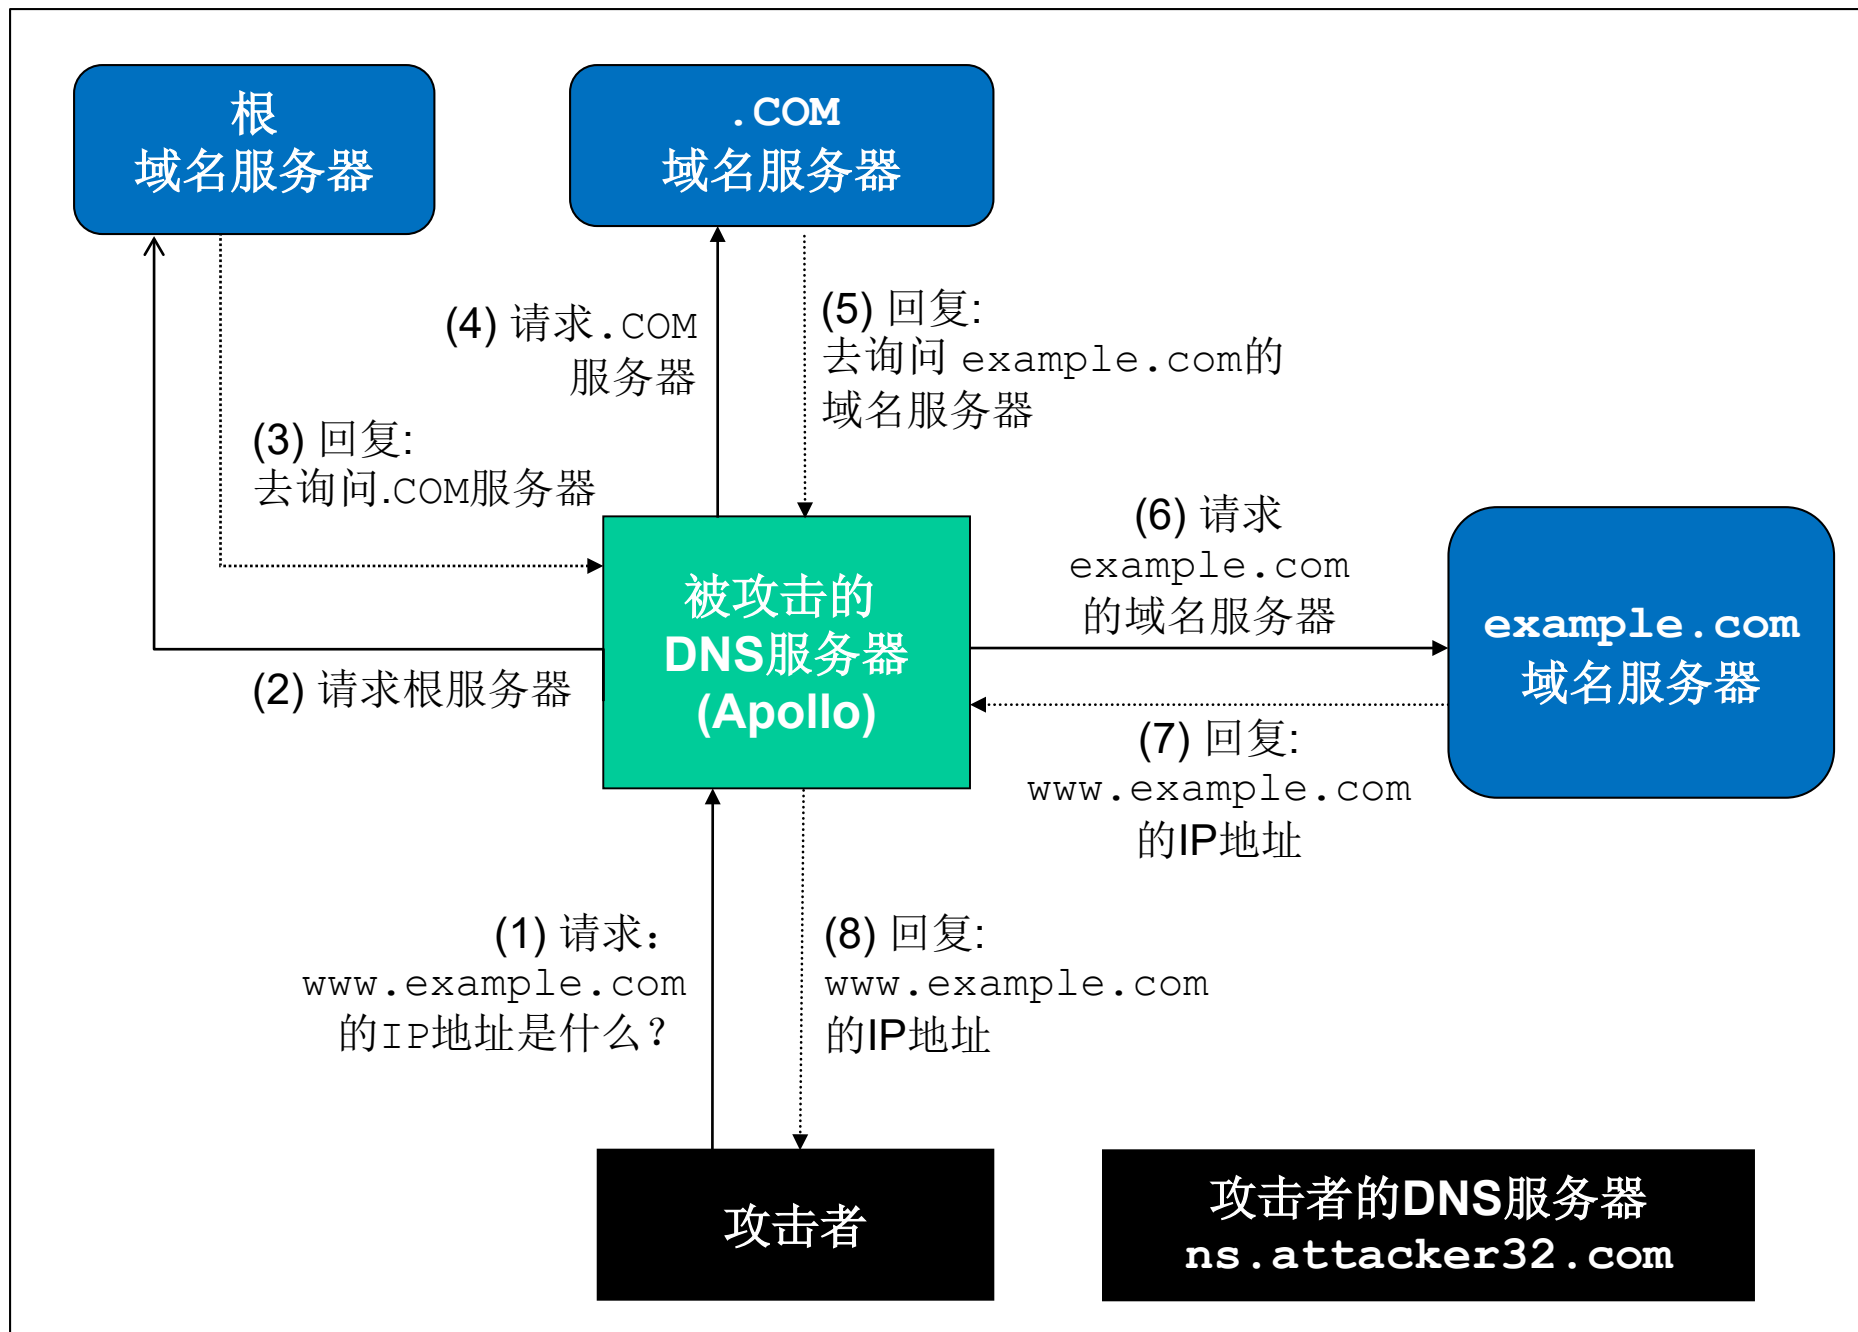 根
域名服务器
.COM
域名服务器
(4) 请求.COM
服务器
(5) 回复:
去询问 example.com的
域名服务器
(3) 回复:
去询问.COM服务器
(6) 请求
example.com
的域名服务器
被攻击的
DNS服务器
(Apollo)
example.com
域名服务器
(2) 请求根服务器
(7) 回复:
www.example.com
的IP地址
(1) 请求：
www.example.com
的IP地址是什么？
(8) 回复:
www.example.com
的IP地址
攻击者
攻击者的DNS服务器
ns.attacker32.com